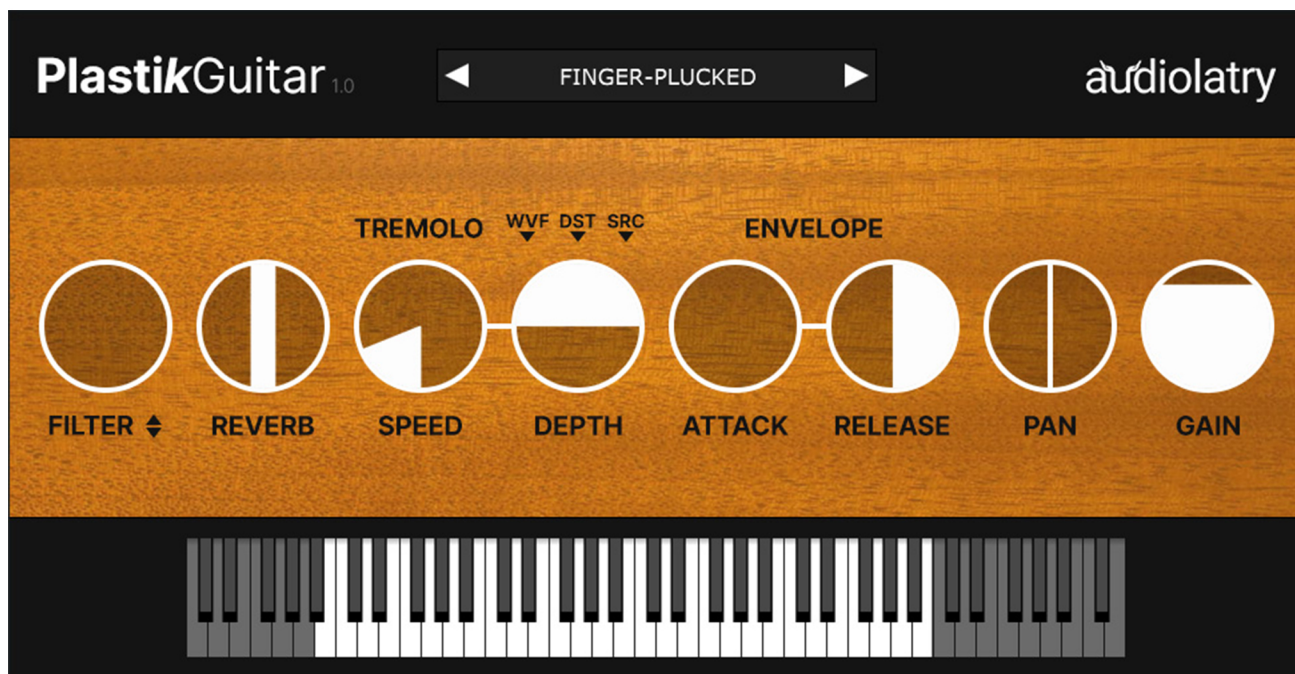 PlastikGuitar 1.0
FINGER-PLUCKED
audiolatry
TREMOLO WVF DST SRC ENVELOPE
FILTER REVERB SPEED DEPTH ATTACK RELEASE PAN GAIN